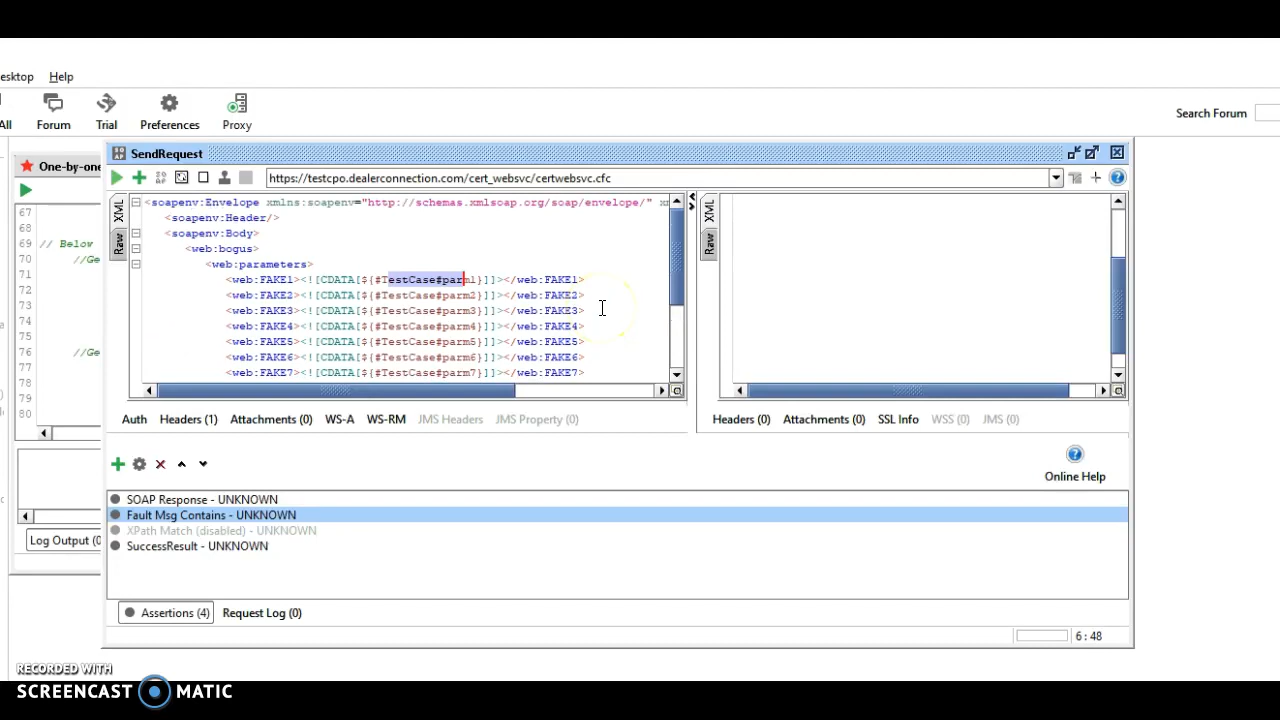 esktop Help
All Forum Trial Preferences Proxy
Search Forum
SendRequest
One-by-one
https://testcpo.dealerconnection.com/cert_websvc/certwebsvc.cfc
XML
Raw
67
68
69 // Below
70 //Ge
71
72
73
74
75
76 //Ge
77
78
79
80
<soapenv:Envelope xmlns:soapenv="http://schemas.xmlsoap.org/soap/envelope/" xm
<soapenv:Header/>
<soapenv:Body>
<web:bogus>
<web:parameters>
<web:FAKE1><![CDATA[${#TestCase#parm1}]]></web:FAKE1>
<web:FAKE2><![CDATA[${#TestCase#parm2}]]></web:FAKE2>
<web:FAKE3><![CDATA[${#TestCase#parm3}]]></web:FAKE3>
<web:FAKE4><![CDATA[${#TestCase#parm4}]]></web:FAKE4>
<web:FAKE5><![CDATA[${#TestCase#parm5}]]></web:FAKE5>
<web:FAKE6><![CDATA[${#TestCase#parm6}]]></web:FAKE6>
<web:FAKE7><![CDATA[${#TestCase#parm7}]]></web:FAKE7>
XML
Raw
Auth Headers (1) Attachments (0) WS-A WS-RM JMS Headers JMS Property (0)
Headers (0) Attachments (0) SSL Info WSS (0) JMS (0)
Online Help
SOAP Response - UNKNOWN
Fault Msg Contains - UNKNOWN
XPath Match (disabled) - UNKNOWN
SuccessResult - UNKNOWN
Log Output (0
Assertions (4) Request Log (0)
6 : 48
RECORDED WITH
SCREENCAST MATIC